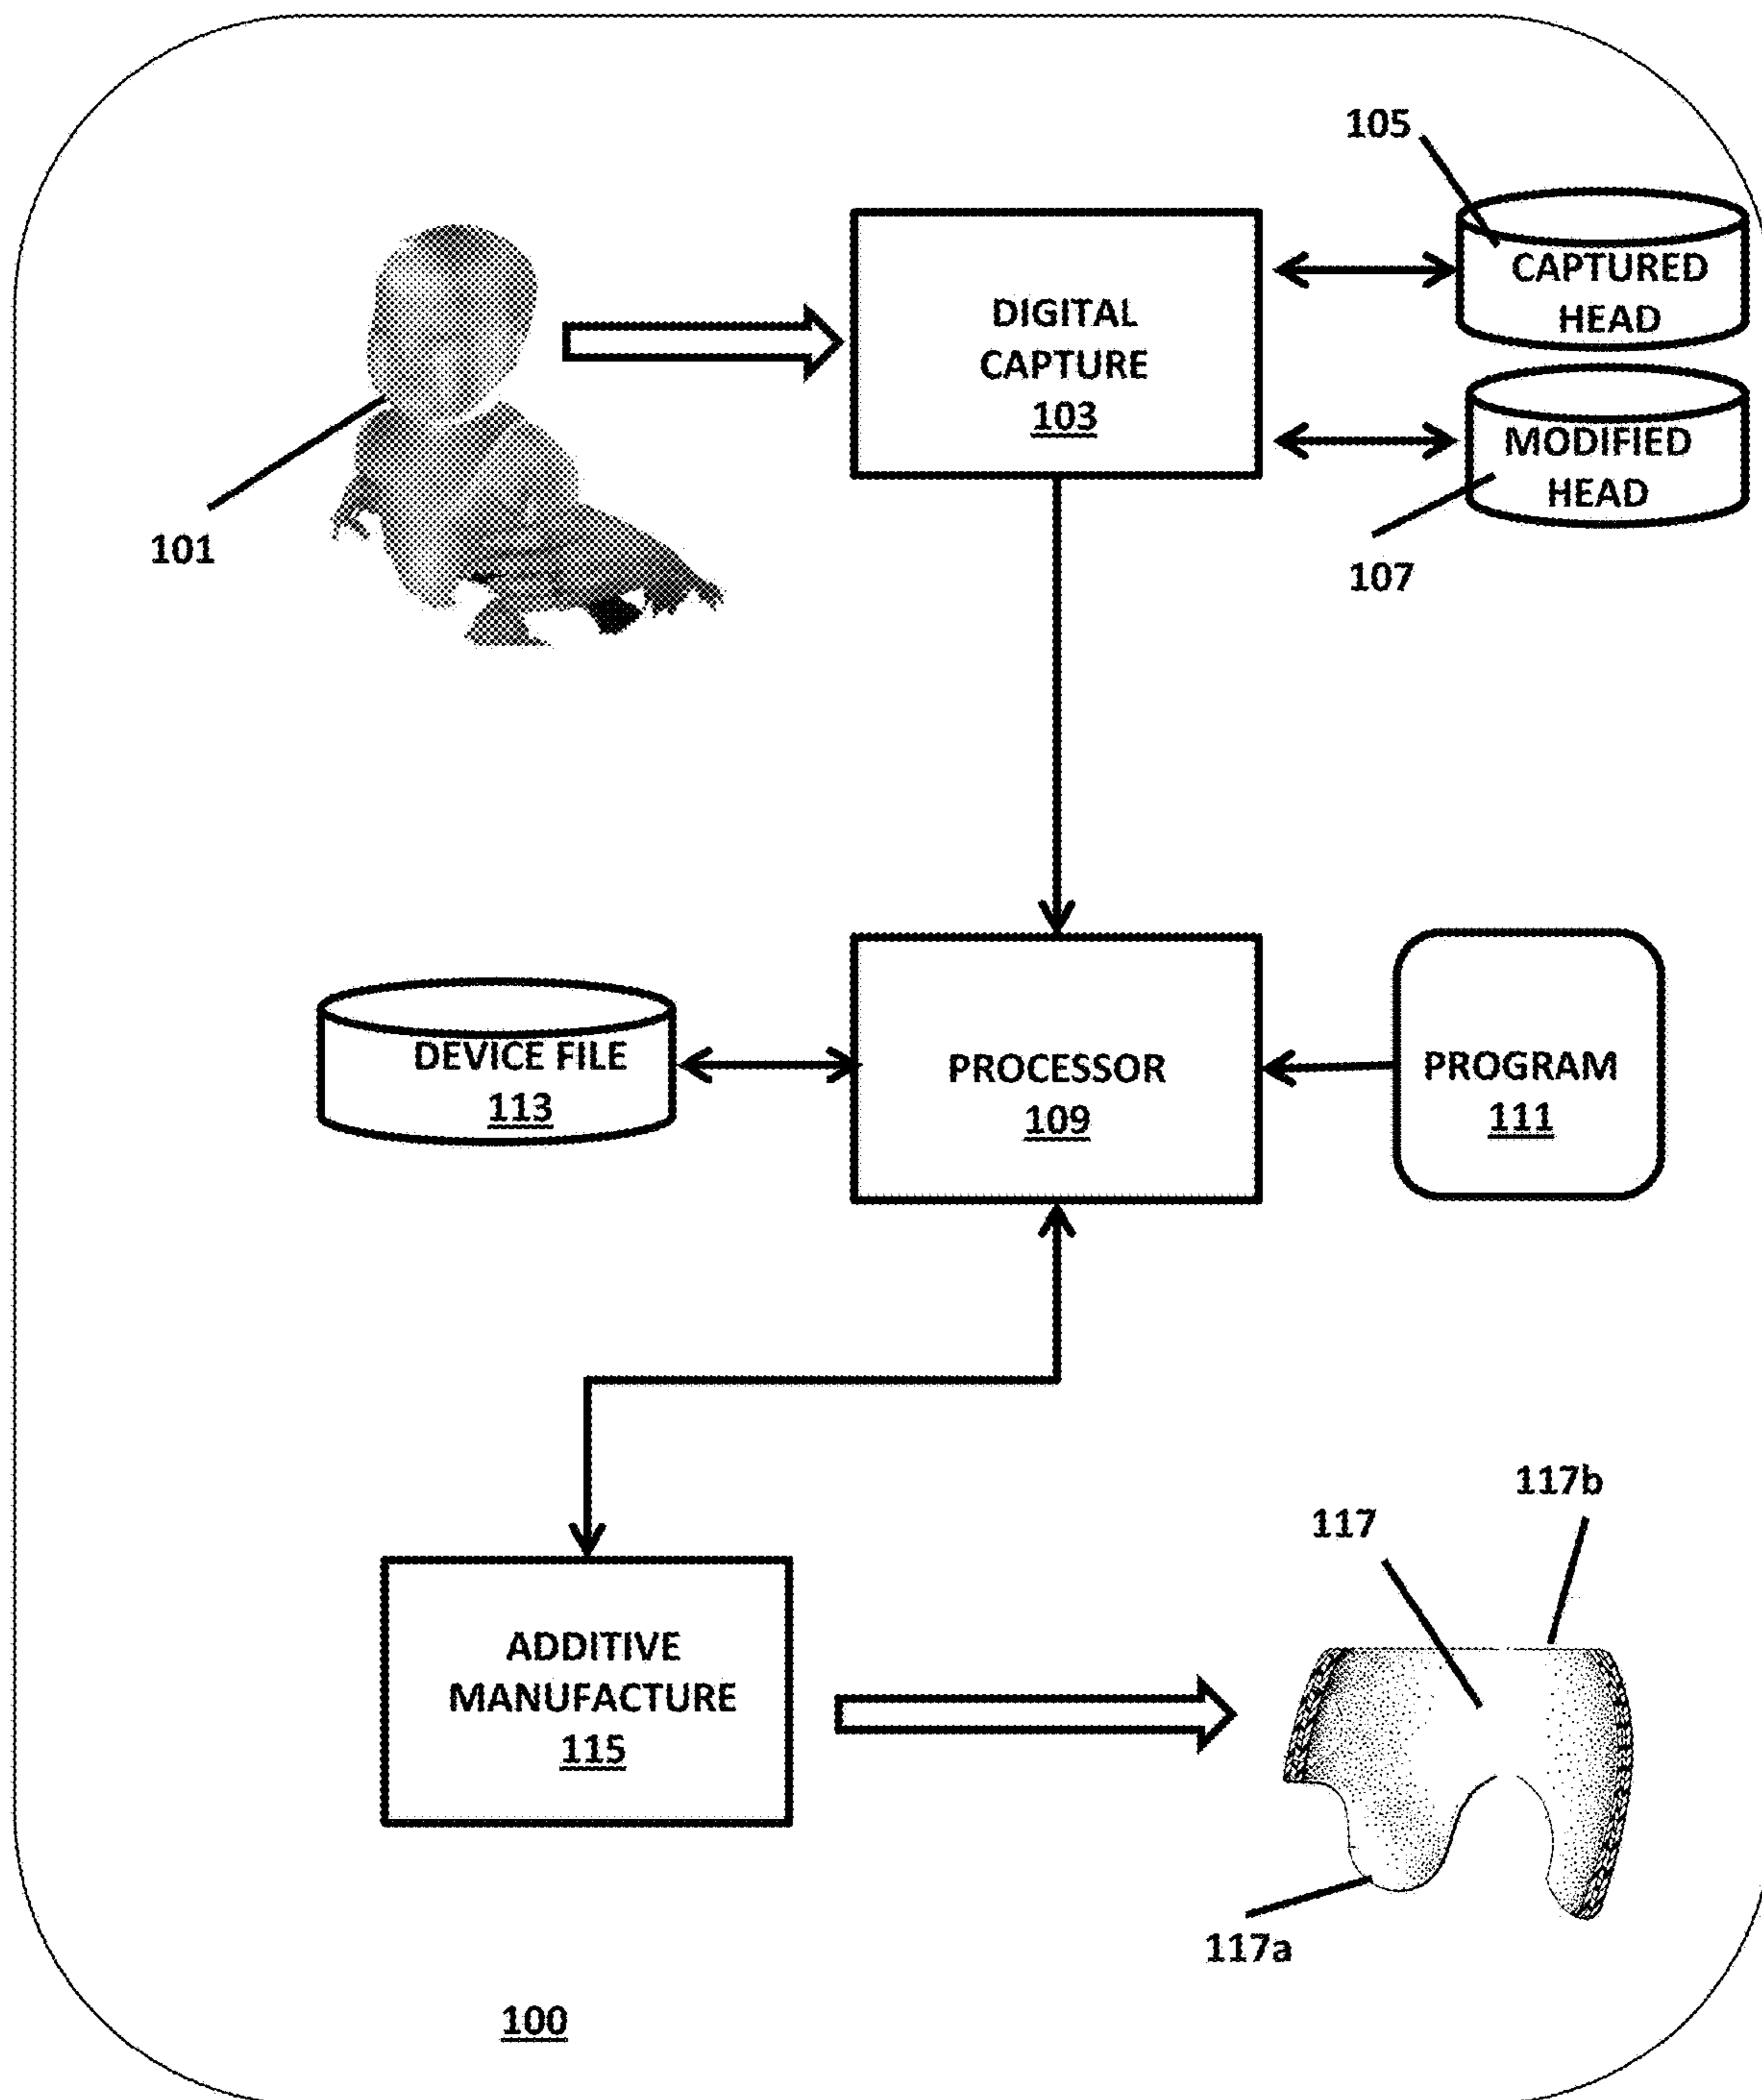 105
CAPTURED
HEAD
DIGITAL
CAPTURE
103
MODIFIED
HEAD
101
107
DEVICE FILE
113
PROCESSOR
109
PROGRAM
111
117b
117
ADDITIVE
MANUFACTURE
115
117a
100